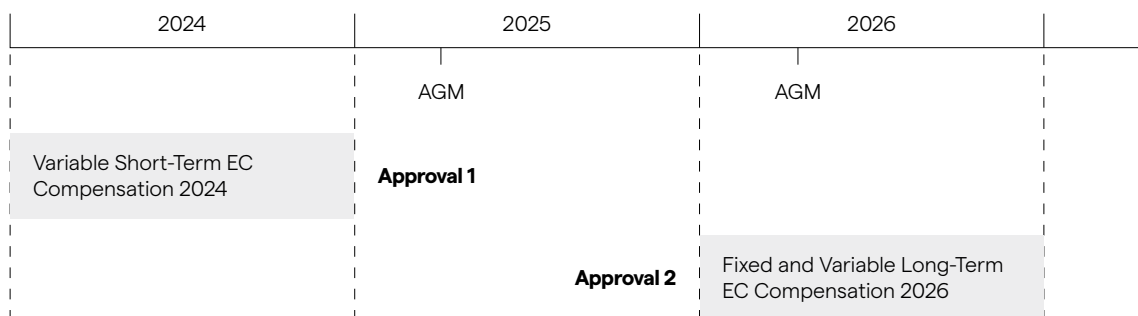 2024
2025
2026
AGM
AGM
Variable Short-Term EC
Compensation 2024
Approval 1
Approval 2
Fixed and Variable Long-Term
EC Compensation 2026